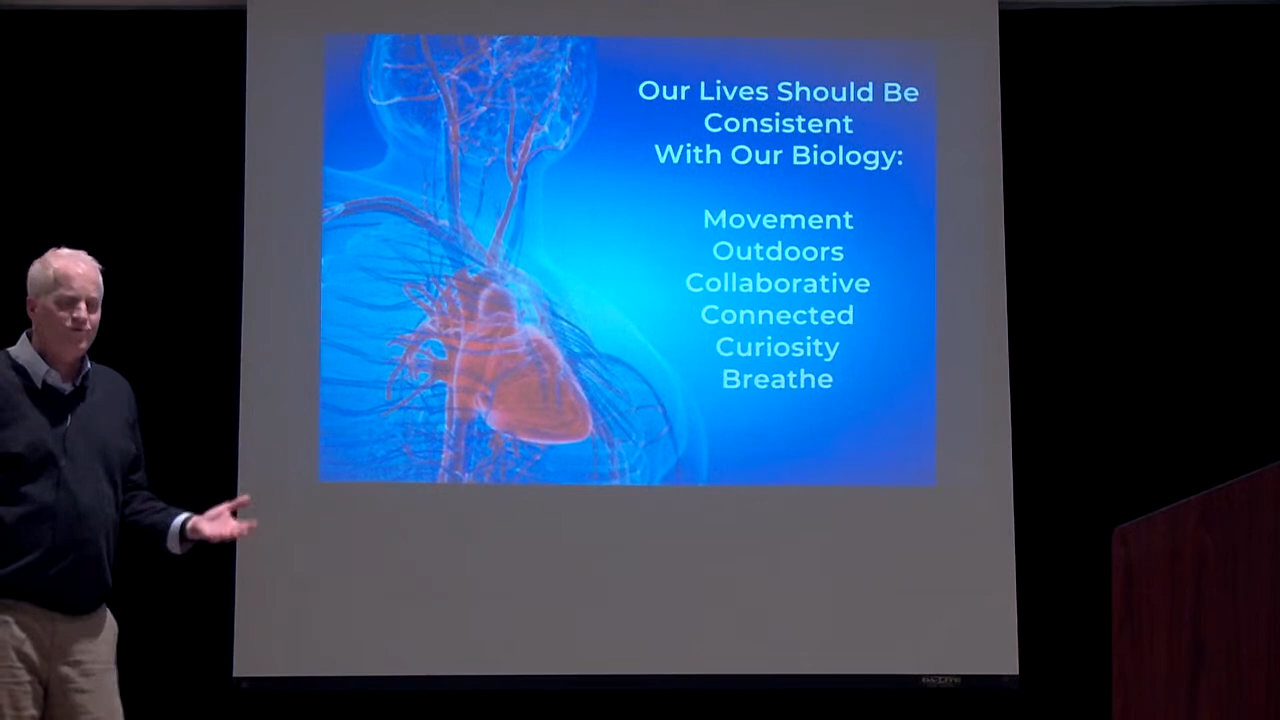 Our Lives Should Be
Consistent
With Our Biology:
Movement
Outdoors
Collaborative
Connected
Curiosity
Breathe